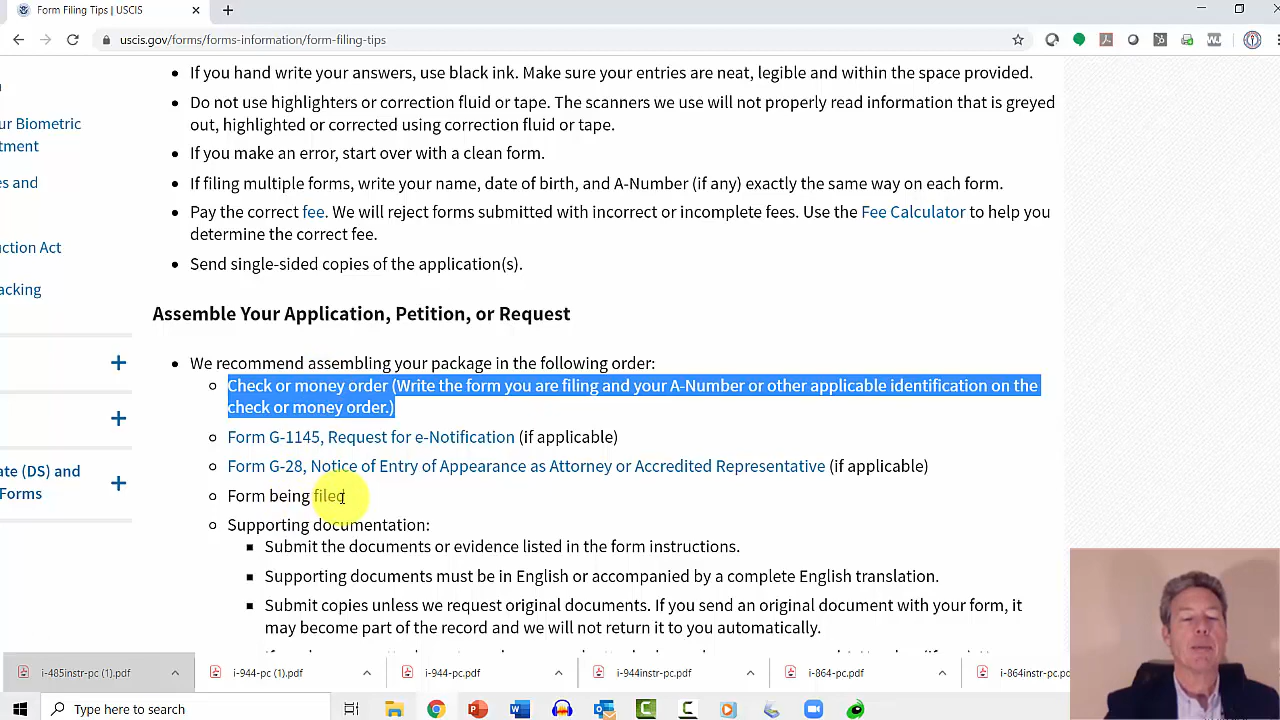 Form Filing Tips | USCIS
uscis.gov/forms/forms-information/form-filing-tips
ur Biometric
tment
es and
uction Act
acking
ate (DS) and
Forms
If you hand write your answers, use black ink. Make sure your entries are neat, legible and within the space provided.
Do not use highlighters or correction fluid or tape. The scanners we use will not properly read information that is greyed
out, highlighted or corrected using correction fluid or tape.
If you make an error, start over with a clean form.
If filing multiple forms, write your name, date of birth, and A-Number (if any) exactly the same way on each form.
Pay the correct fee. We will reject forms submitted with incorrect or incomplete fees. Use the Fee Calculator to help you
determine the correct fee.
Send single-sided copies of the application(s).
Assemble Your Application, Petition, or Request
We recommend assembling your package in the following order:
Check or money order (Write the form you are filing and your A-Number or other applicable identification on the
check or money order.)
Form G-1145, Request for e-Notification (if applicable)
Form G-28, Notice of Entry of Appearance as Attorney or Accredited Representative (if applicable)
Form being filed
Supporting documentation:
Submit the documents or evidence listed in the form instructions.
Supporting documents must be in English or accompanied by a complete English translation.
Submit copies unless we request original documents. If you send an original document with your form, it
may become part of the record and we will not return it to you automatically.
i-485instr-pc (1).pdf
i-944-pc (1).pdf
i-944-pc.pdf
i-944instr-pc.pdf
i-864-pc.pdf
i-864instr-pc.pdf
Type here to search